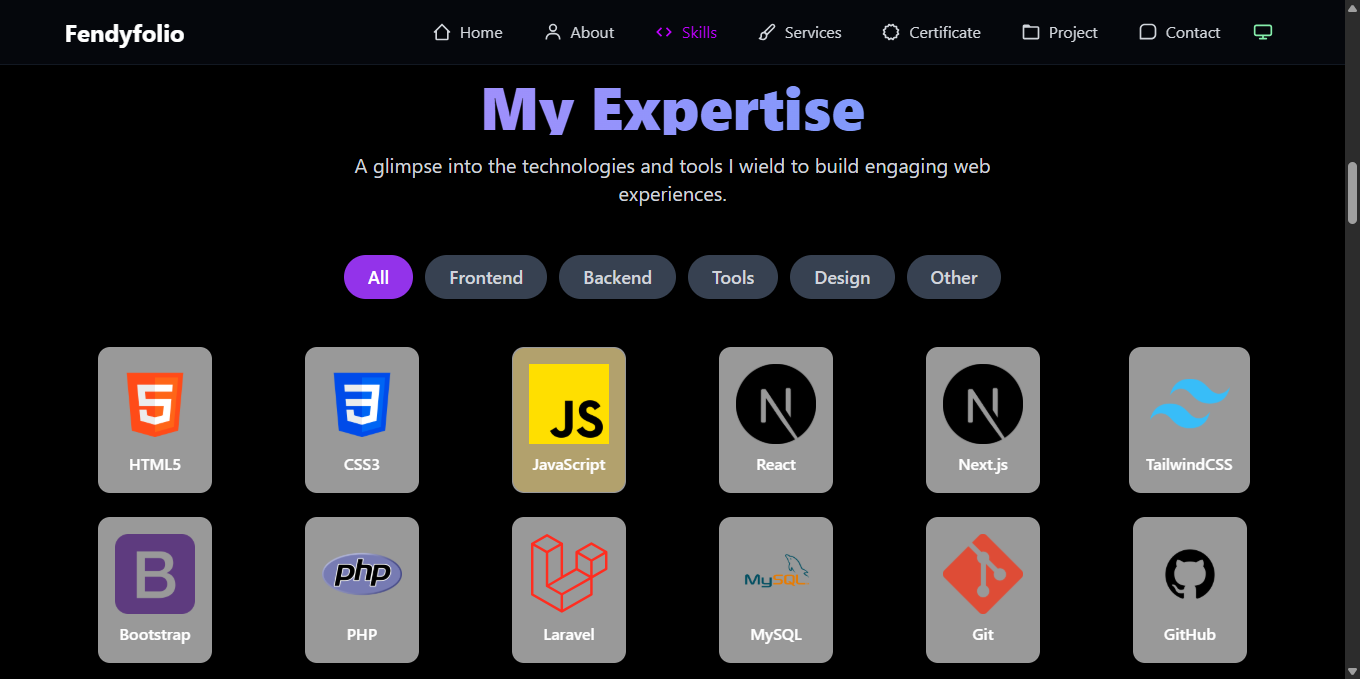 Fendyfolio
Home About Skills Services Certificate Project Contact
My Expertise
A glimpse into the technologies and tools I wield to build engaging web
experiences.
All Frontend Backend Tools Design Other
5 3 JS N N
HTML5 CSS3 JavaScript React Next.js TailwindCSS
B php MySQL
Bootstrap PHP Laravel MySQL Git GitHub